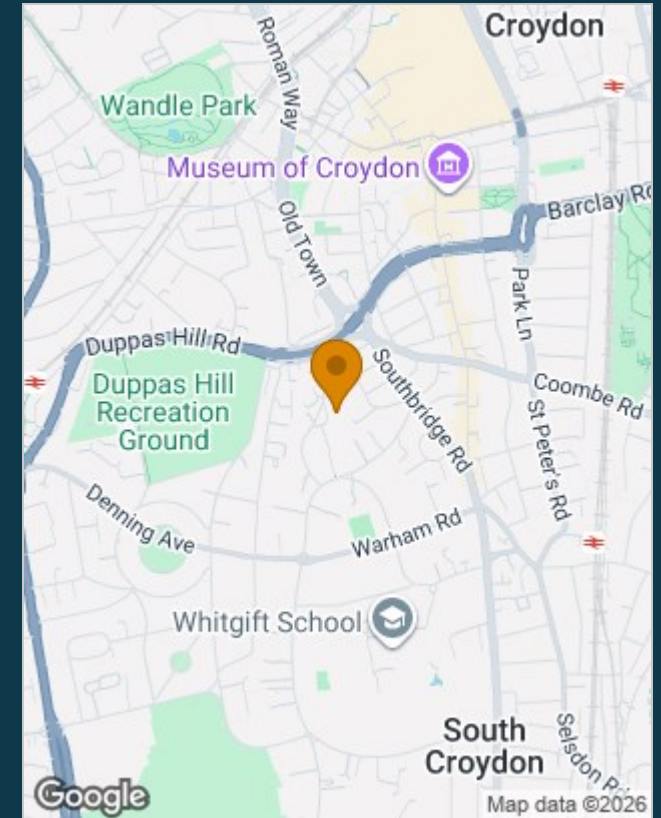 Croydon
Roman Way
Wandle Park
Museum of Croydon
Barclay Rd
Old Town
Park Ln
Duppas Hill Rd
Duppas Hill
Recreation
Ground
Southbridge Rd
Coombe Rd
St Peter's Rd
Denning Ave
Warham Rd
Whitgift School
South
Croydon
Selsdon Rd
Google
Map data ©2026